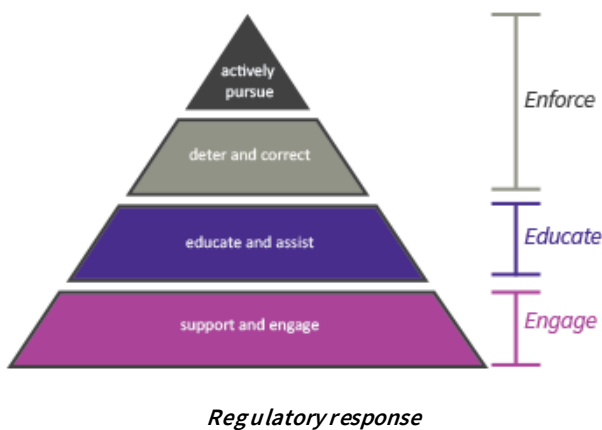 actively
pursue
Enforce
deter and correct
educate and assist
Educate
support and engage
Engage
Regulatory response